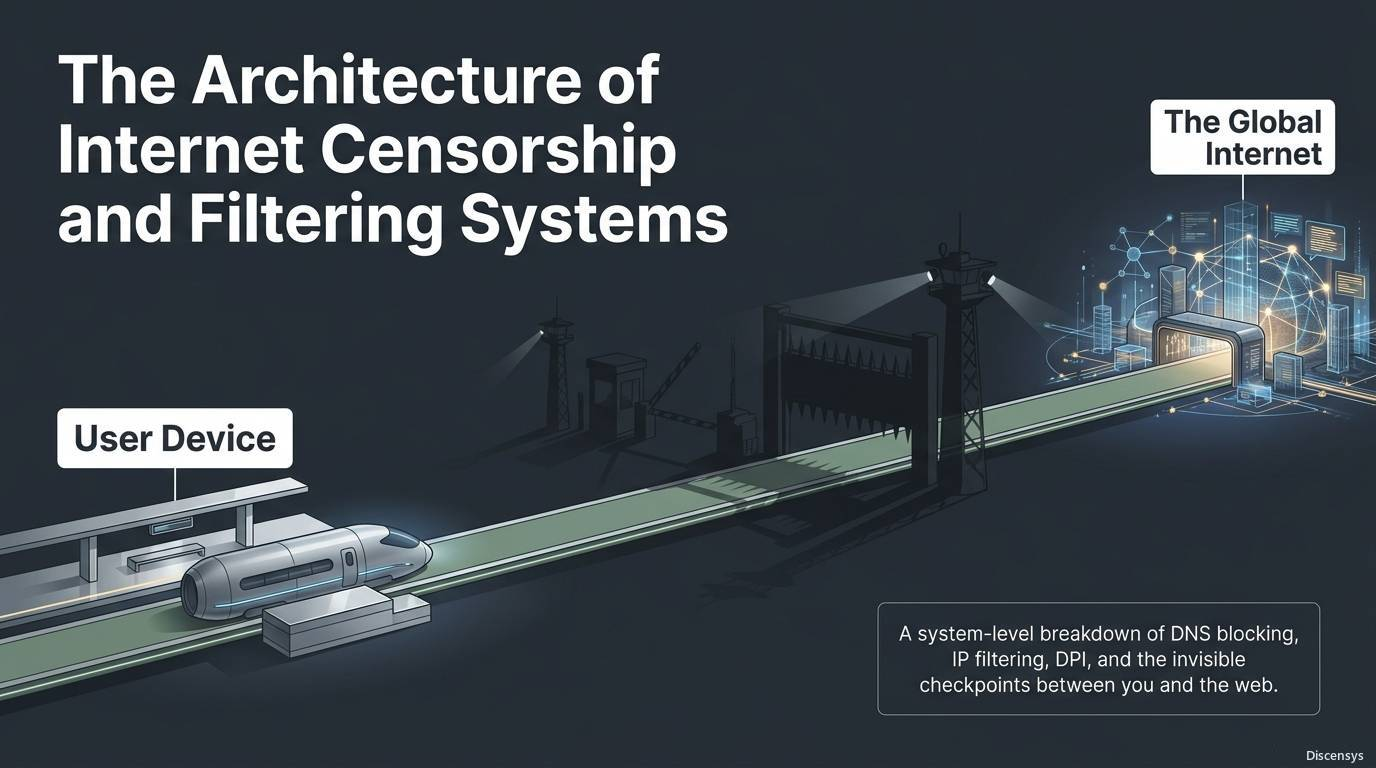 The Architecture of
Internet Censorship
and Filtering Systems
The Global
Internet
User Device
A system-level breakdown of DNS blocking,
IP filtering, DPI, and the invisible
checkpoints between you and the web.
Discensys